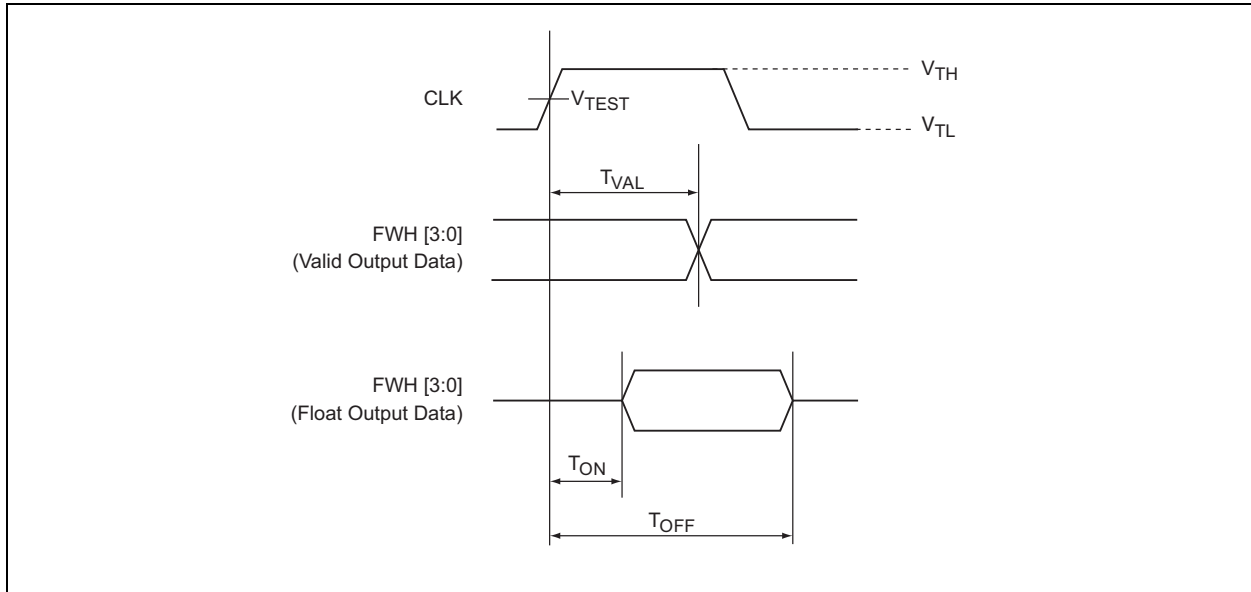 CLK
VTEST
VTH
VTL
TVAL
FWH [3:0]
(Valid Output Data)
FWH [3:0]
(Float Output Data)
TON
TOFF